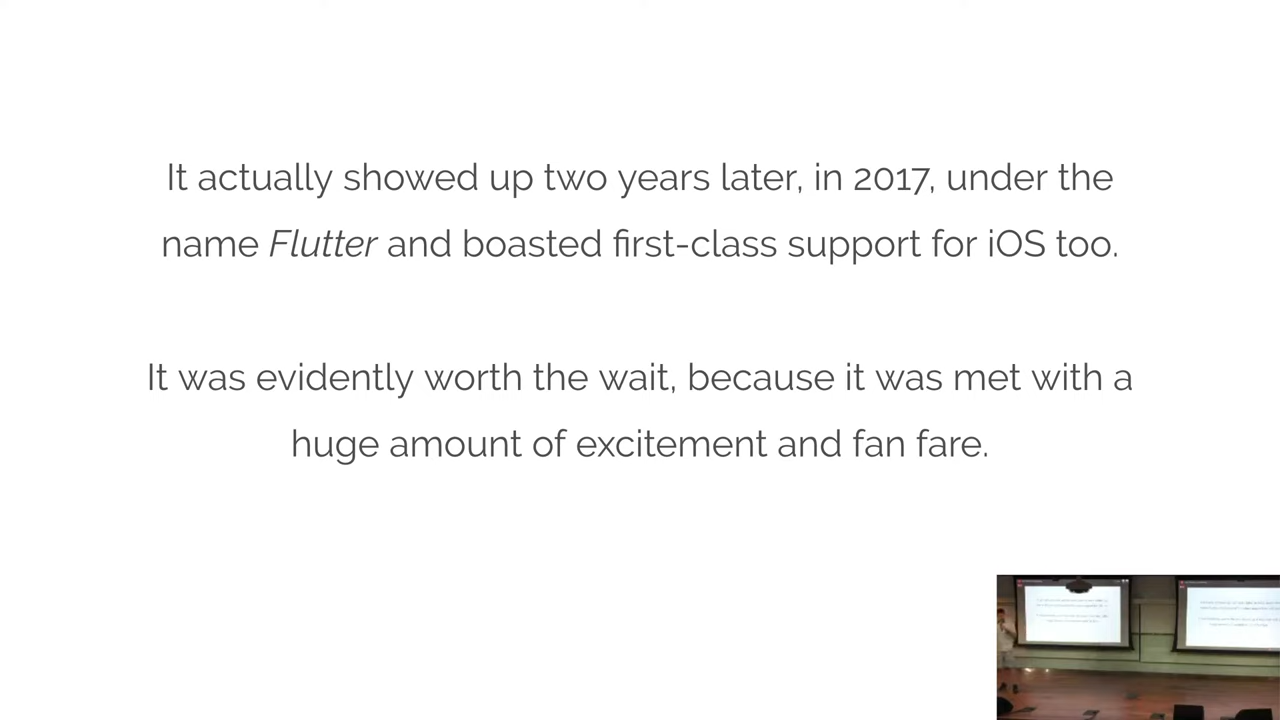 It actually showed up two years later, in 2017, under the
name Flutter and boasted first-class support for iOS too.
It was evidently worth the wait, because it was met with a
huge amount of excitement and fan fare.